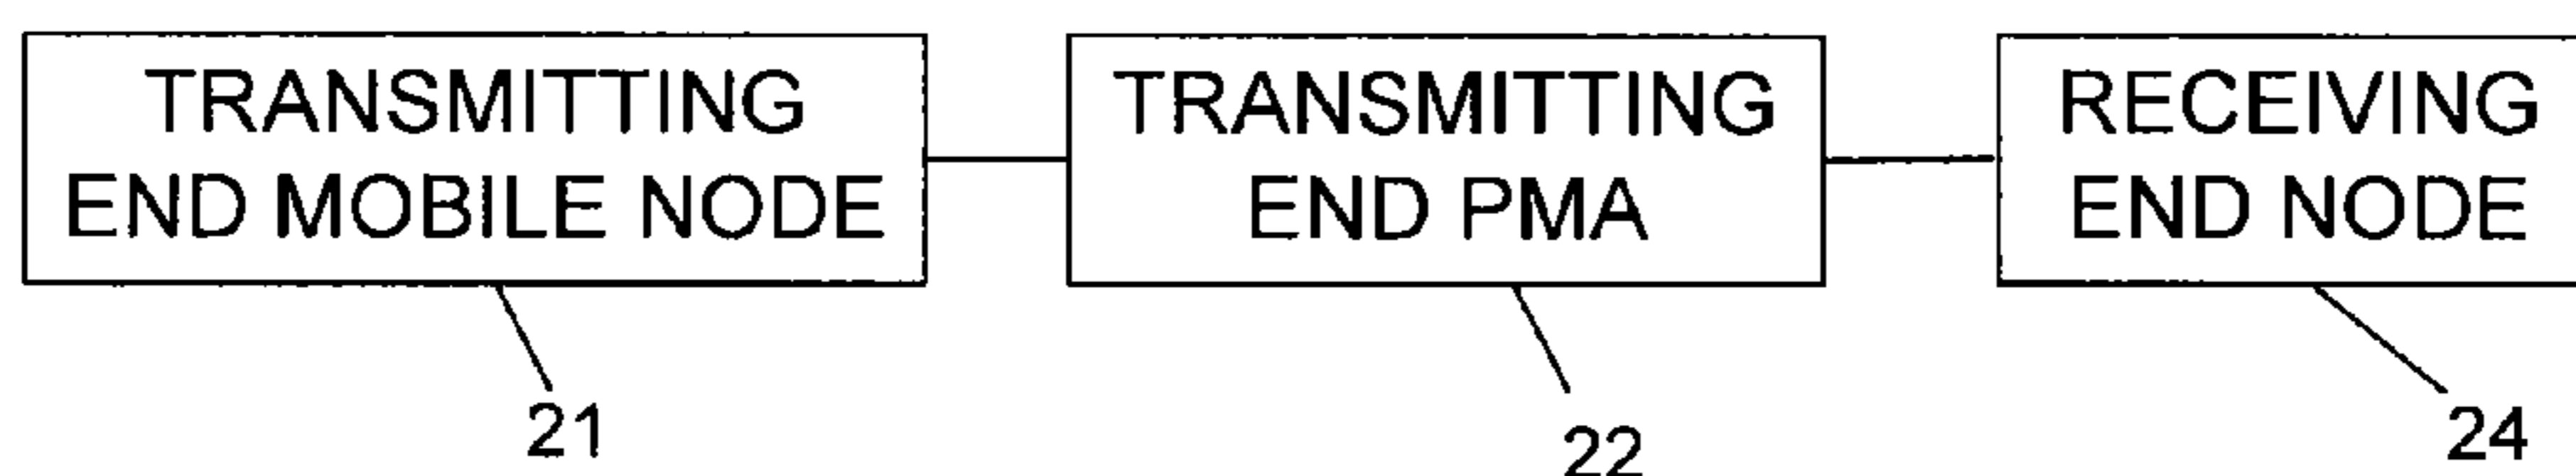 TRANSMITTING
END MOBILE NODE
TRANSMITTING
END PMA
RECEIVING
END NODE
21
22
24